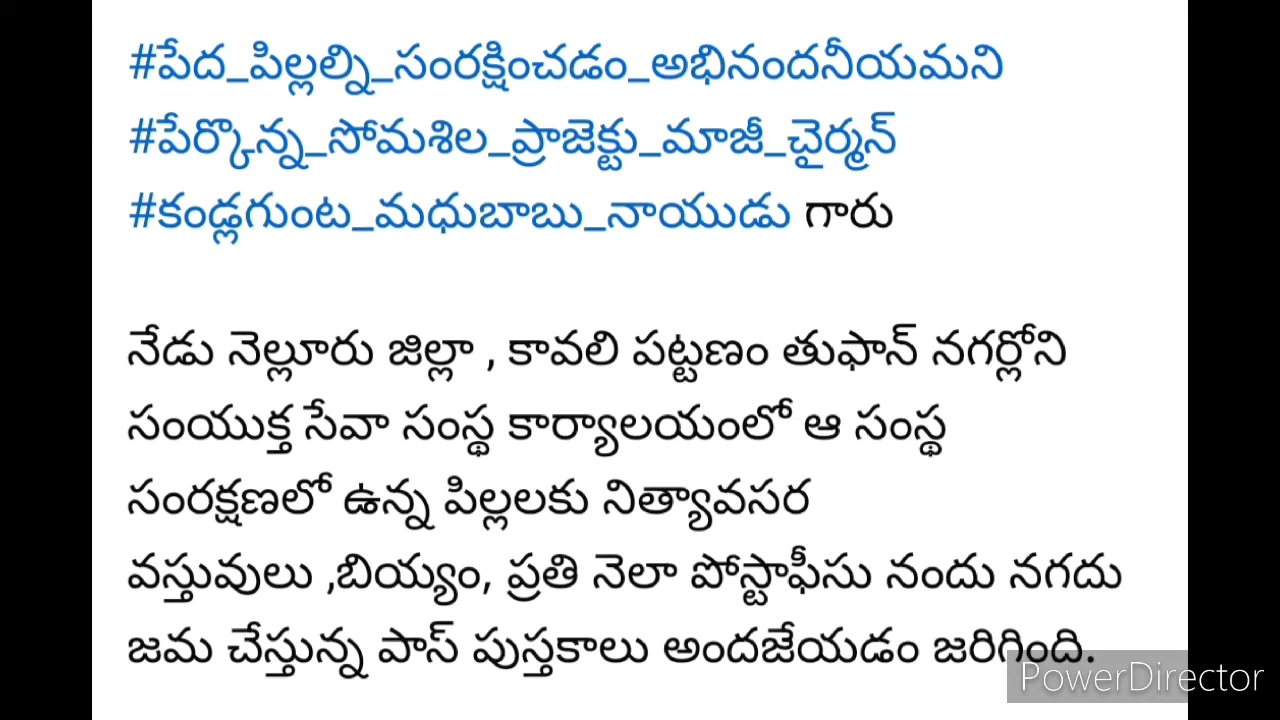 #పేద_పిల్లల్ని_సంరక్షించడం_అభినందనీయమని
#పేర్కొన్న_సోమశిల_ప్రాజెక్టు_మాజీ_చైర్మన్
#కండ్లగుంట_మధుబాబు_నాయుడు గారు
నేడు నెల్లూరు జిల్లా , కావలి పట్టణం తుఫాన్ నగర్లోని
సంయుక్త సేవా సంస్థ కార్యాలయంలో ఆ సంస్థ
సంరక్షణలో ఉన్న పిల్లలకు నిత్యావసర
వస్తువులు ,బియ్యం, ప్రతి నెలా పోస్టాఫీసు నందు నగదు
జమ చేస్తున్న పాస్ పుస్తకాలు అందజేయడం జరిగింది.
PowerDirector